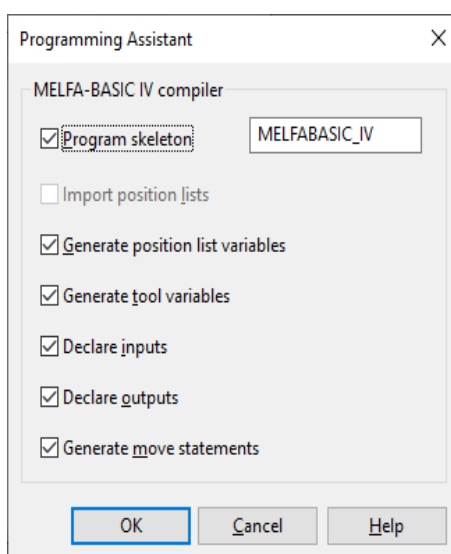 Programming Assistant
MELFA-BASIC IV compiler
Program skeleton MELFABASIC_IV
Import position lists
Generate position list variables
Generate tool variables
Declare inputs
Declare outputs
Generate move statements
OK Cancel Help